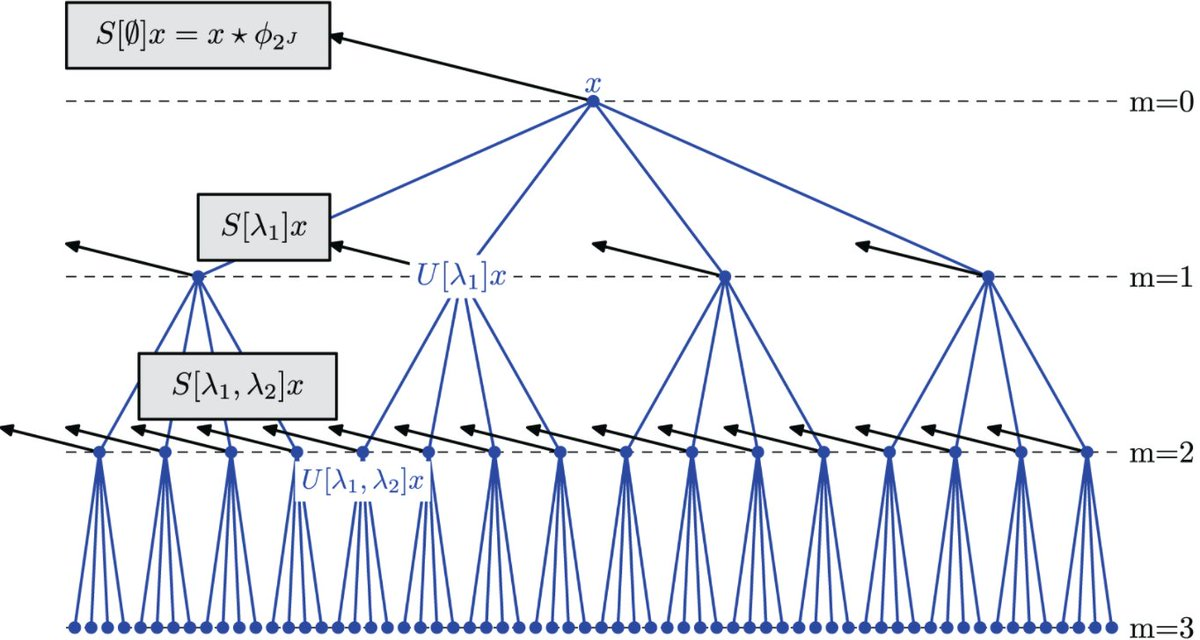 S[∅]x = x ⋆ ϕ_{2^J}
x
m=0
S[λ₁]x
U[λ₁]x
m=1
S[λ₁, λ₂]x
m=2
U[λ₁, λ₂]x
m=3